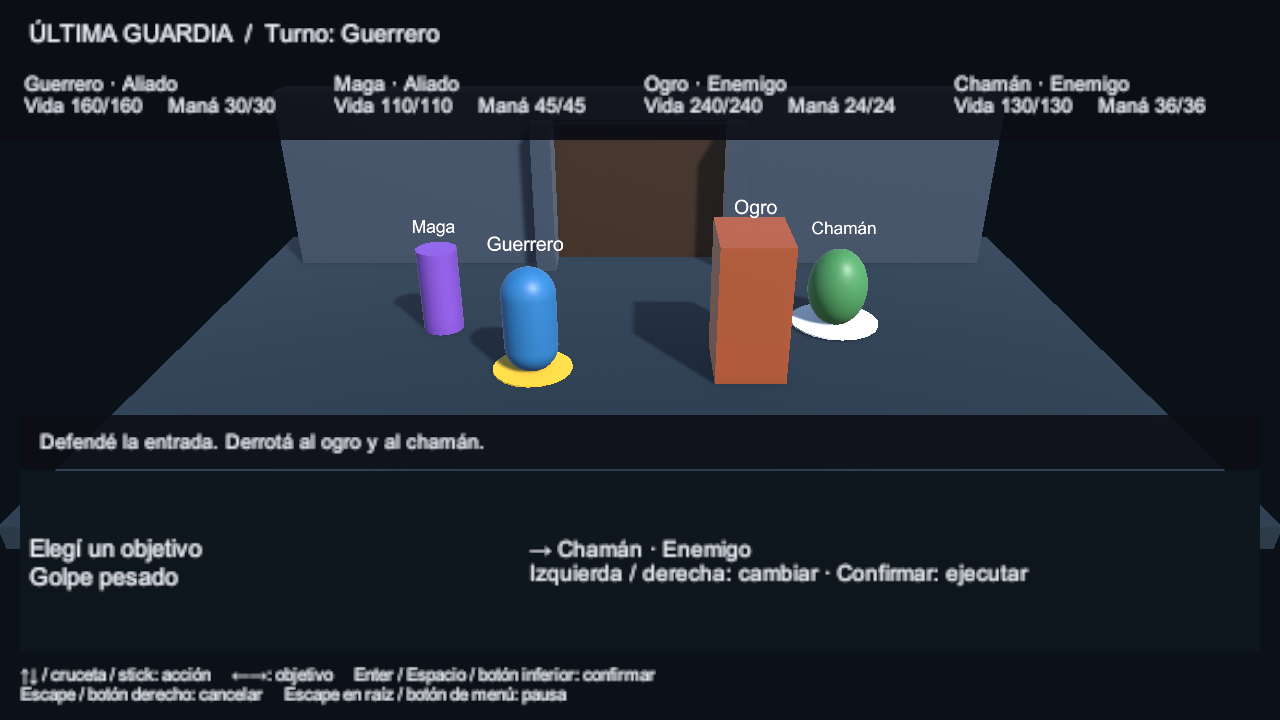 ÚLTIMA GUARDIA / Turno: Guerrero
Guerrero · Aliado
Vida 160/160 Maná 30/30
Maga · Aliado
Vida 110/110 Maná 45/45
Ogro · Enemigo
Vida 240/240 Maná 24/24
Chamán · Enemigo
Vida 130/130 Maná 36/36
Maga
Guerrero
Ogro
Chamán
Defendé la entrada. Derrotá al ogro y al chamán.
Elegí un objetivo
Golpe pesado
→ Chamán · Enemigo
Izquierda / derecha: cambiar · Confirmar: ejecutar
↑↓ / cruceta / stick: acción ←→: objetivo Enter / Espacio / botón inferior: confirmar
Escape / botón derecho: cancelar Escape en raíz / botón de menú: pausa